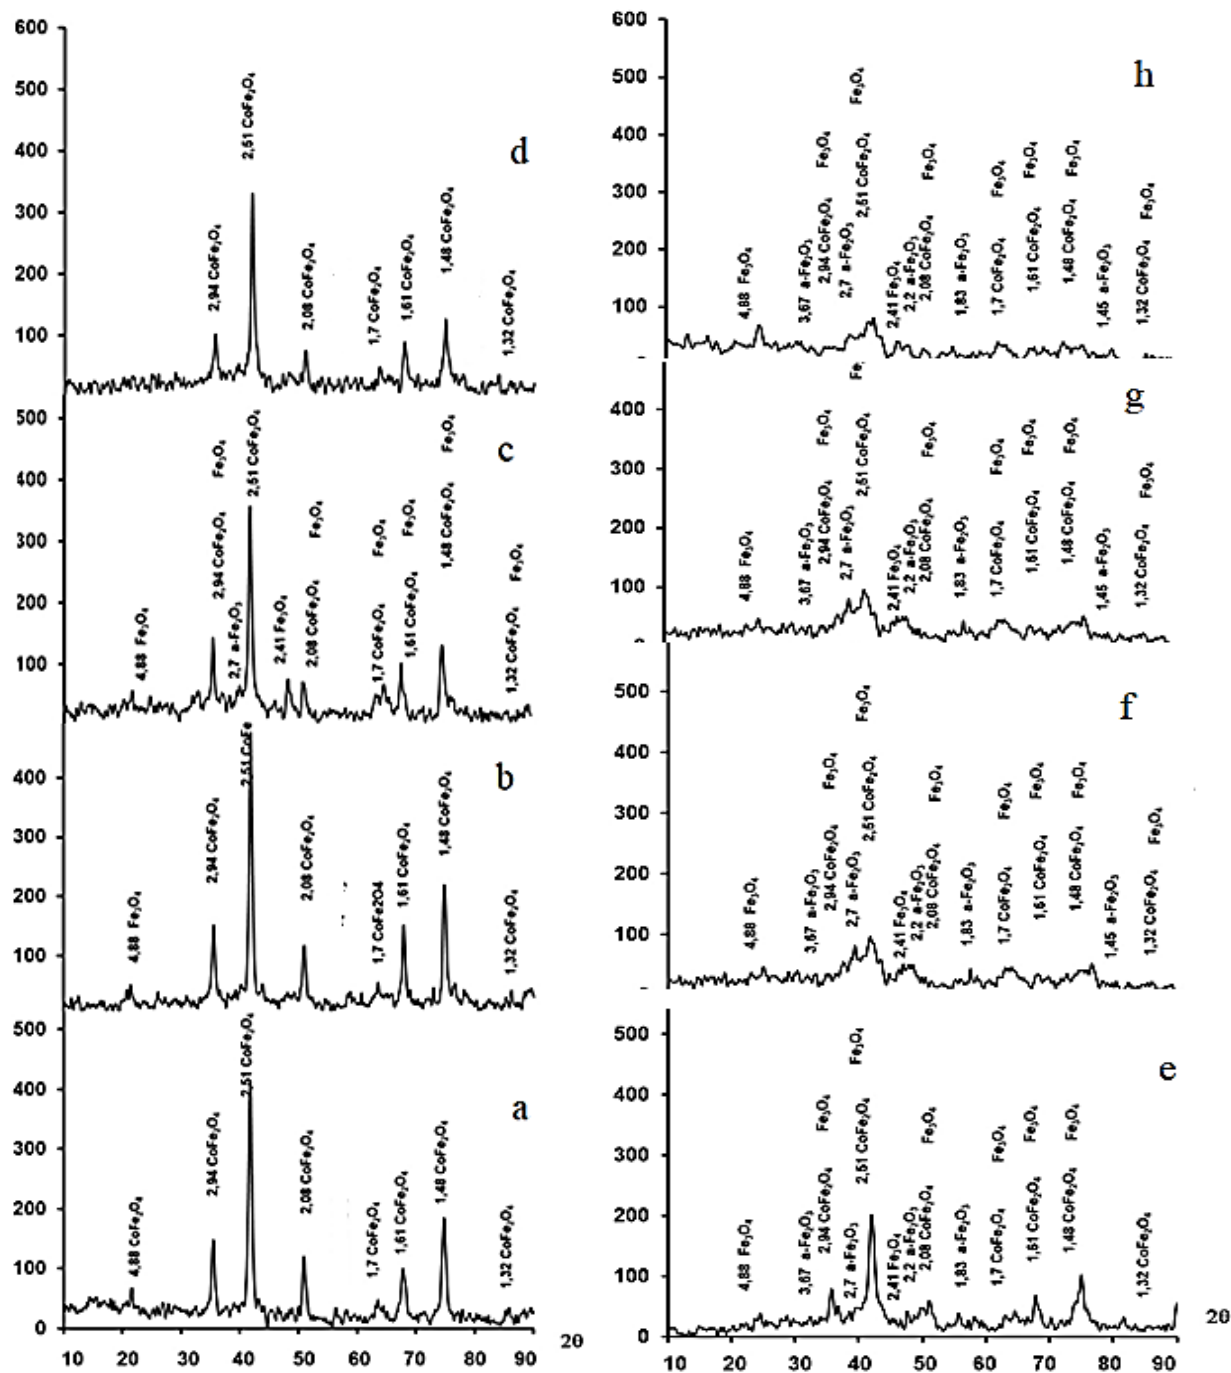 600
500
400
300
200
100
d
2,94 CoFe₂O₄
2,51 CoFe₂O₄
2,08 CoFe₂O₄
1,7 CoFe₂O₄
1,61 CoFe₂O₄
1,48 CoFe₂O₄
1,32 CoFe₂O₄
500
400
300
200
100
c
4,88 Fe₃O₄
2,94 CoFe₂O₄ Fe₃O₄
2,7 a-Fe₂O₃
2,51 CoFe₂O₄
2,41 Fe₃O₄
2,08 CoFe₂O₄ Fe₃O₄
1,7 CoFe₂O₄ Fe₃O₄
1,61 CoFe₂O₄ Fe₃O₄
1,48 CoFe₂O₄ Fe₃O₄
1,32 CoFe₂O₄ Fe₃O₄
400
300
200
100
b
4,88 Fe₃O₄
2,94 CoFe₂O₄
2,51 CoFe
2,08 CoFe₂O₄
1,7 CoFe2O4
1,61 CoFe₂O₄
1,48 CoFe₂O₄
1,32 CoFe₂O₄
500
400
300
200
100
0
a
4,88 CoFe₂O₄
2,94 CoFe₂O₄
2,51 CoFe₂O₄
2,08 CoFe₂O₄
1,7 CoFe₂O₄
1,61 CoFe₂O₄
1,48 CoFe₂O₄
1,32 CoFe₂O₄
10 20 30 40 50 60 70 80 90
2θ
600
500
400
300
200
100
h
4,88 Fe₃O₄
3,67 a-Fe₂O₃
2,94 CoFe₂O₄ Fe₃O₄
2,7 a-Fe₂O₃
2,51 CoFe₂O₄ Fe₃O₄
2,41 Fe₃O₄
2,2 a-Fe₂O₃
2,08 CoFe₂O₄ Fe₃O₄
1,83 a-Fe₂O₃
1,7 CoFe₂O₄ Fe₃O₄
1,61 CoFe₂O₄ Fe₃O₄
1,48 CoFe₂O₄ Fe₃O₄
1,45 a-Fe₂O₃
1,32 CoFe₂O₄ Fe₃O₄
400
300
200
100
g
4,88 Fe₃O₄
3,67 a-Fe₂O₃
2,94 CoFe₂O₄ Fe₃O₄
2,7 a-Fe₂O₃
2,51 CoFe₂O₄ Fe
2,41 Fe₃O₄
2,2 a-Fe₂O₃
2,08 CoFe₂O₄ Fe₃O₄
1,83 a-Fe₂O₃
1,7 CoFe₂O₄ Fe₃O₄
1,61 CoFe₂O₄ Fe₃O₄
1,48 CoFe₂O₄ Fe₃O₄
1,45 a-Fe₂O₃
1,32 CoFe₂O₄ Fe₃O₄
500
400
300
200
100
f
4,88 Fe₃O₄
3,67 a-Fe₂O₃
2,94 CoFe₂O₄ Fe₃O₄
2,7 a-Fe₂O₃
2,51 CoFe₂O₄ Fe₃O₄
2,41 Fe₃O₄
2,2 a-Fe₂O₃
2,08 CoFe₂O₄ Fe₃O₄
1,83 a-Fe₂O₃
1,7 CoFe₂O₄ Fe₃O₄
1,61 CoFe₂O₄ Fe₃O₄
1,48 CoFe₂O₄ Fe₃O₄
1,45 a-Fe₂O₃
1,32 CoFe₂O₄ Fe₃O₄
500
400
300
200
100
0
e
4,88 Fe₃O₄
3,67 a-Fe₂O₃
2,94 CoFe₂O₄ Fe₃O₄
2,7 a-Fe₂O₃
2,51 CoFe₂O₄ Fe₃O₄
2,41 Fe₃O₄
2,2 a-Fe₂O₃
2,08 CoFe₂O₄ Fe₃O₄
1,83 a-Fe₂O₃
1,7 CoFe₂O₄ Fe₃O₄
1,61 CoFe₂O₄ Fe₃O₄
1,48 CoFe₂O₄ Fe₃O₄
1,32 CoFe₂O₄
10 20 30 40 50 60 70 80 90
2θ